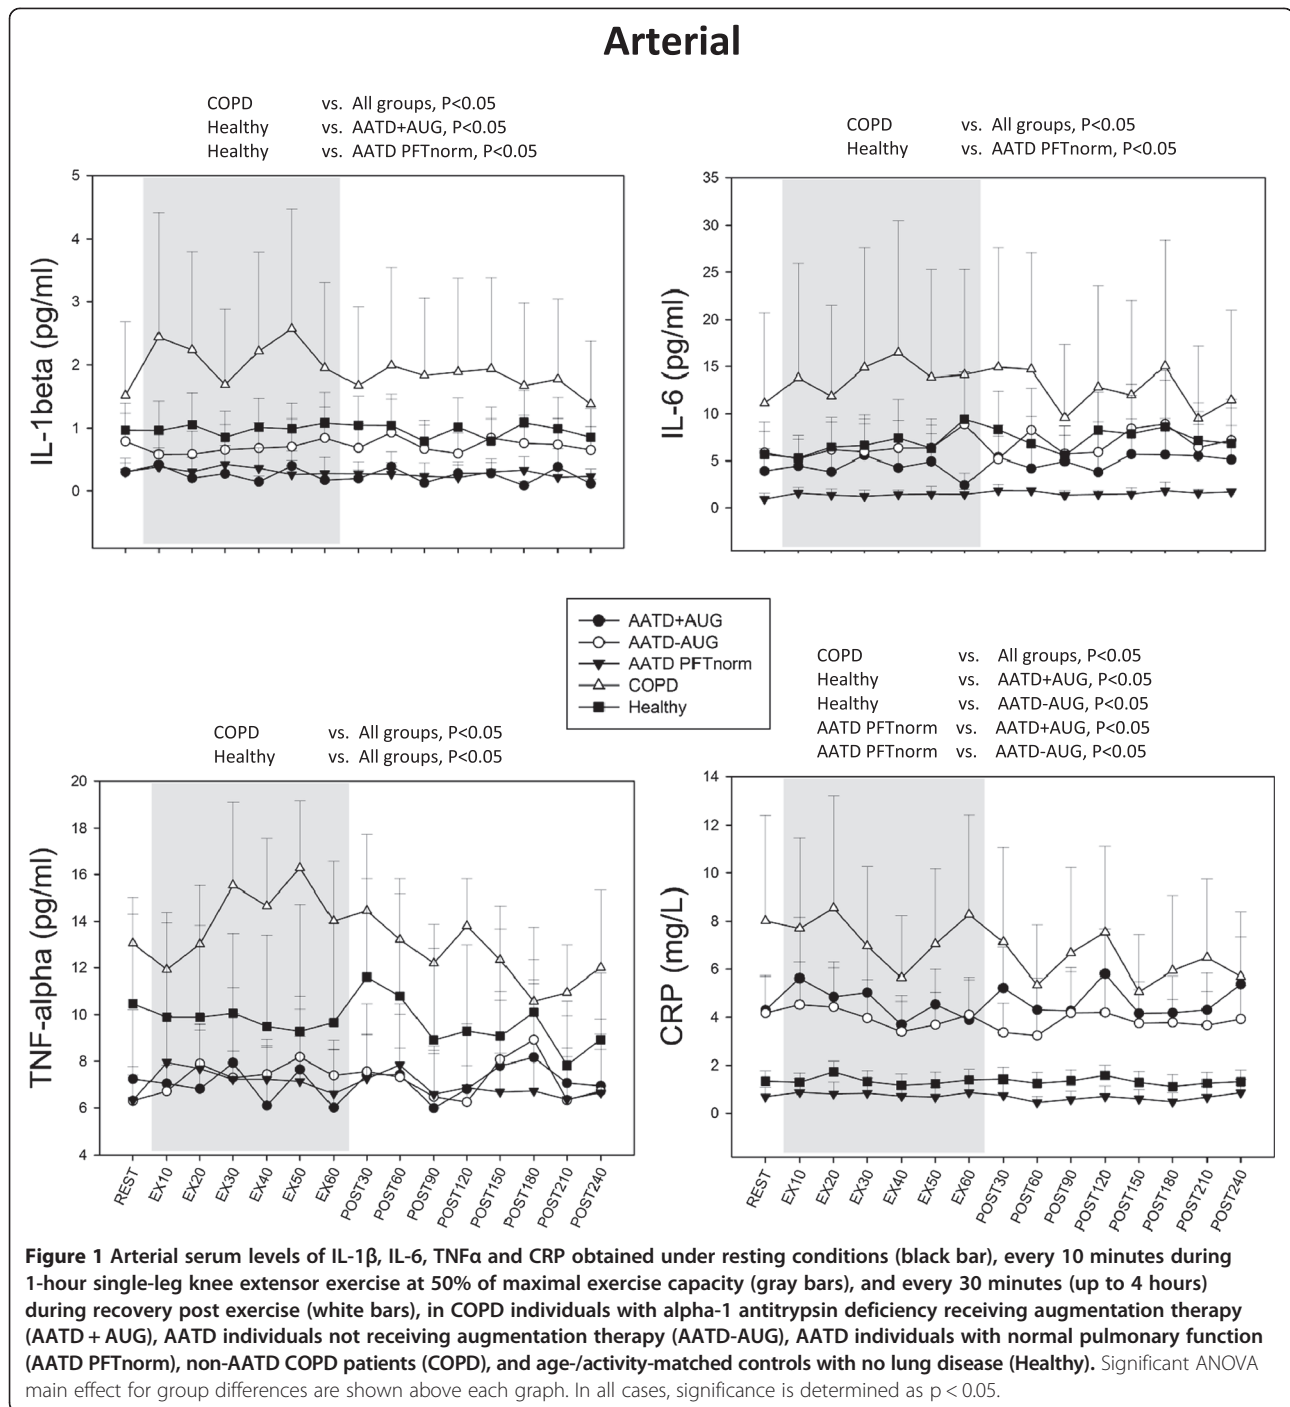 Arterial
COPD vs. All groups, P<0.05
Healthy vs. AATD+AUG, P<0.05
Healthy vs. AATD PFTnorm, P<0.05
IL-1beta (pg/ml)
5
4
3
2
1
0
COPD vs. All groups, P<0.05
Healthy vs. AATD PFTnorm, P<0.05
IL-6 (pg/ml)
35
30
25
20
15
10
5
0
AATD+AUG
AATD-AUG
AATD PFTnorm
COPD
Healthy
COPD vs. All groups, P<0.05
Healthy vs. All groups, P<0.05
TNF-alpha (pg/ml)
20
18
16
14
12
10
8
6
4
REST
EX10
EX20
EX30
EX40
EX50
EX60
POST30
POST60
POST90
POST120
POST150
POST180
POST210
POST240
COPD vs. All groups, P<0.05
Healthy vs. AATD+AUG, P<0.05
Healthy vs. AATD-AUG, P<0.05
AATD PFTnorm vs. AATD+AUG, P<0.05
AATD PFTnorm vs. AATD-AUG, P<0.05
CRP (mg/L)
14
12
10
8
6
4
2
0
REST
EX10
EX20
EX30
EX40
EX50
EX60
POST30
POST60
POST90
POST120
POST150
POST180
POST210
POST240
Figure 1 Arterial serum levels of IL-1β, IL-6, TNFα and CRP obtained under resting conditions (black bar), every 10 minutes during
1-hour single-leg knee extensor exercise at 50% of maximal exercise capacity (gray bars), and every 30 minutes (up to 4 hours)
during recovery post exercise (white bars), in COPD individuals with alpha-1 antitrypsin deficiency receiving augmentation therapy
(AATD + AUG), AATD individuals not receiving augmentation therapy (AATD-AUG), AATD individuals with normal pulmonary function
(AATD PFTnorm), non-AATD COPD patients (COPD), and age-/activity-matched controls with no lung disease (Healthy). Significant ANOVA
main effect for group differences are shown above each graph. In all cases, significance is determined as p < 0.05.